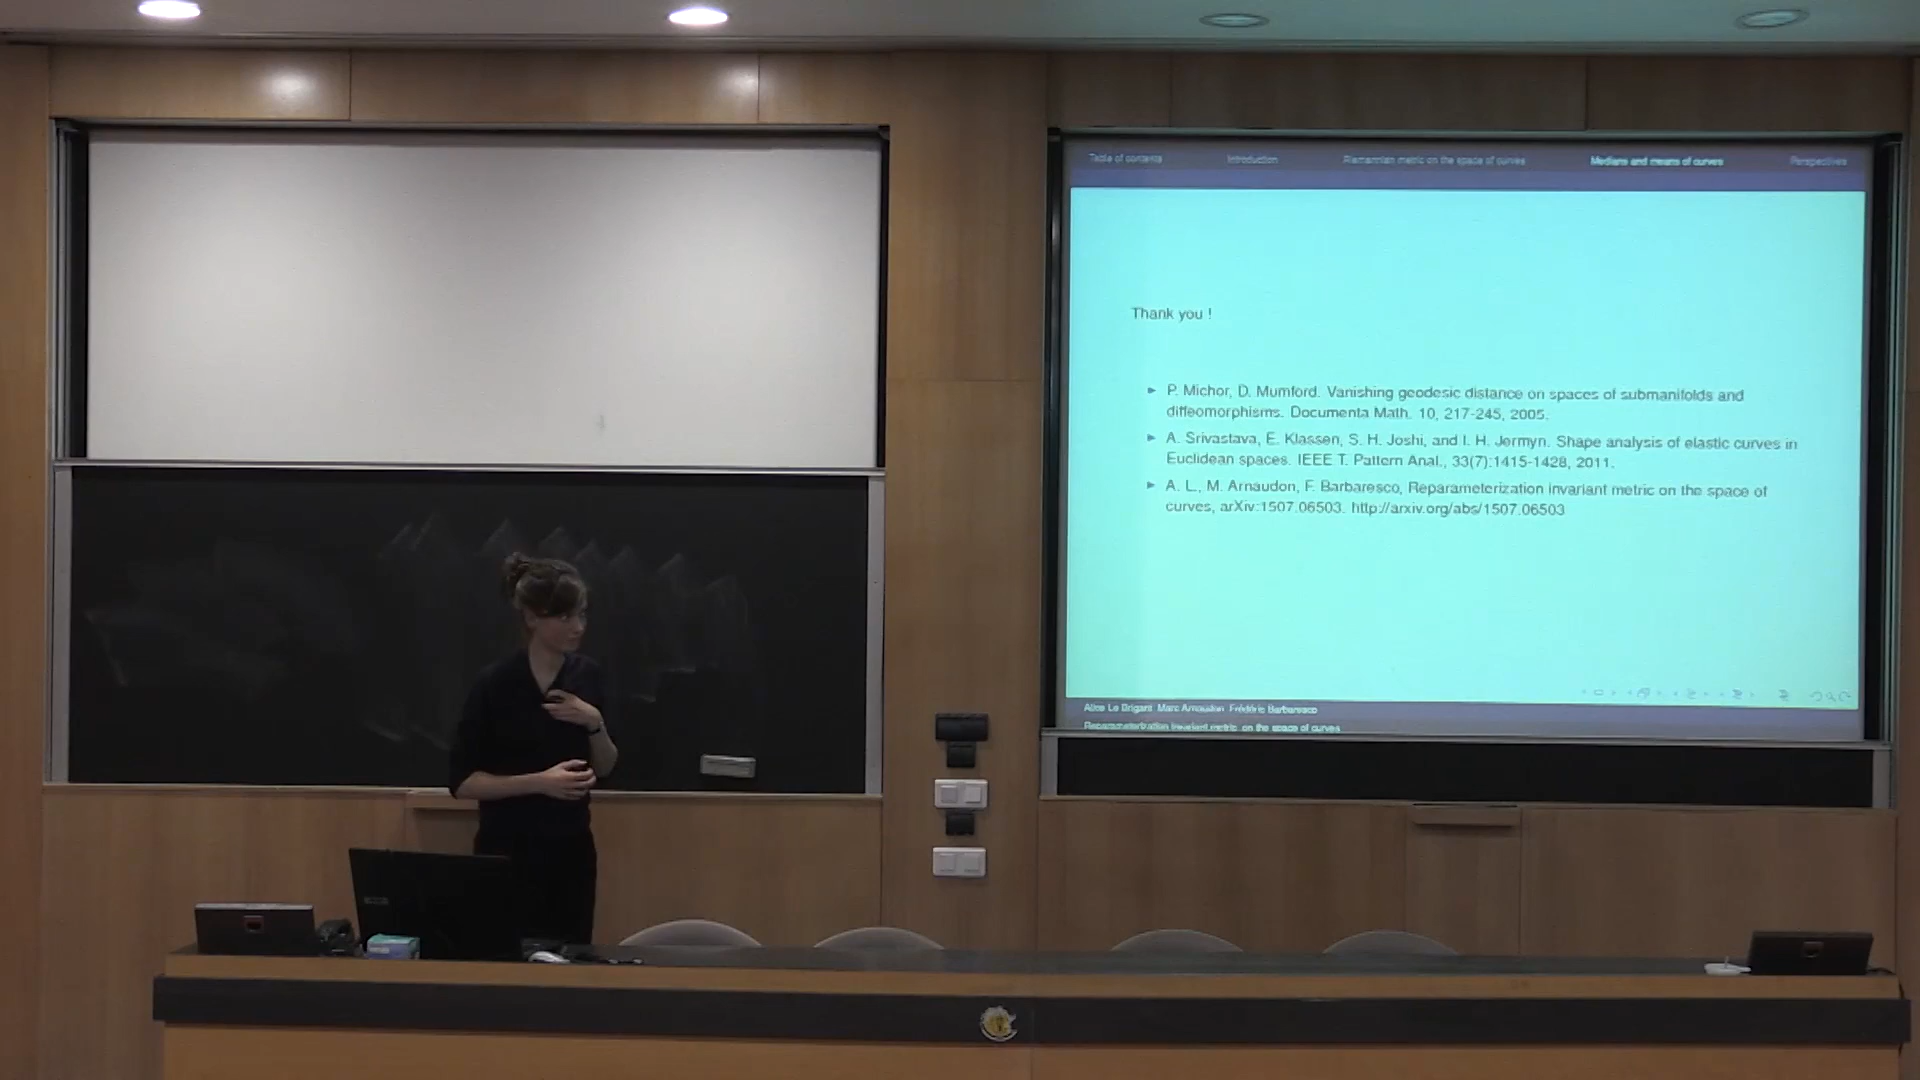 Table of contents Introduction Riemannian metric on the space of curves Medians and means of curves Perspectives
Thank you !
► P. Michor, D. Mumford. Vanishing geodesic distance on spaces of submanifolds and
diffeomorphisms. Documenta Math. 10, 217-245, 2005.
► A. Srivastava, E. Klassen, S. H. Joshi, and I. H. Jermyn. Shape analysis of elastic curves in
Euclidean spaces. IEEE T. Pattern Anal., 33(7):1415-1428, 2011.
► A. L., M. Arnaudon, F. Barbaresco, Reparameterization invariant metric on the space of
curves, arXiv:1507.06503. http://arxiv.org/abs/1507.06503
Alice Le Brigant, Marc Arnaudon, Frédéric Barbaresco
Reparameterization invariant metric on the space of curves